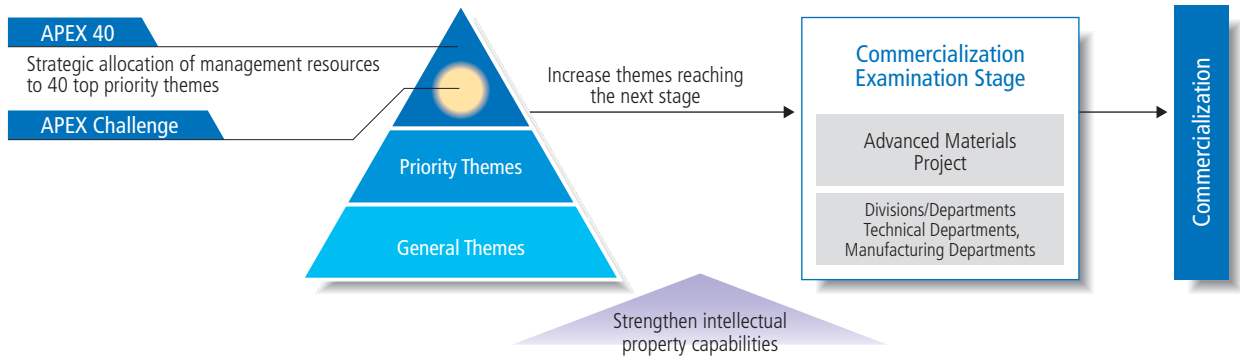 APEX 40
Strategic allocation of management resources
to 40 top priority themes
APEX Challenge
Priority Themes
General Themes
Increase themes reaching
the next stage
Strengthen intellectual
property capabilities
Commercialization
Examination Stage
Advanced Materials
Project
Divisions/Departments
Technical Departments,
Manufacturing Departments
Commercialization